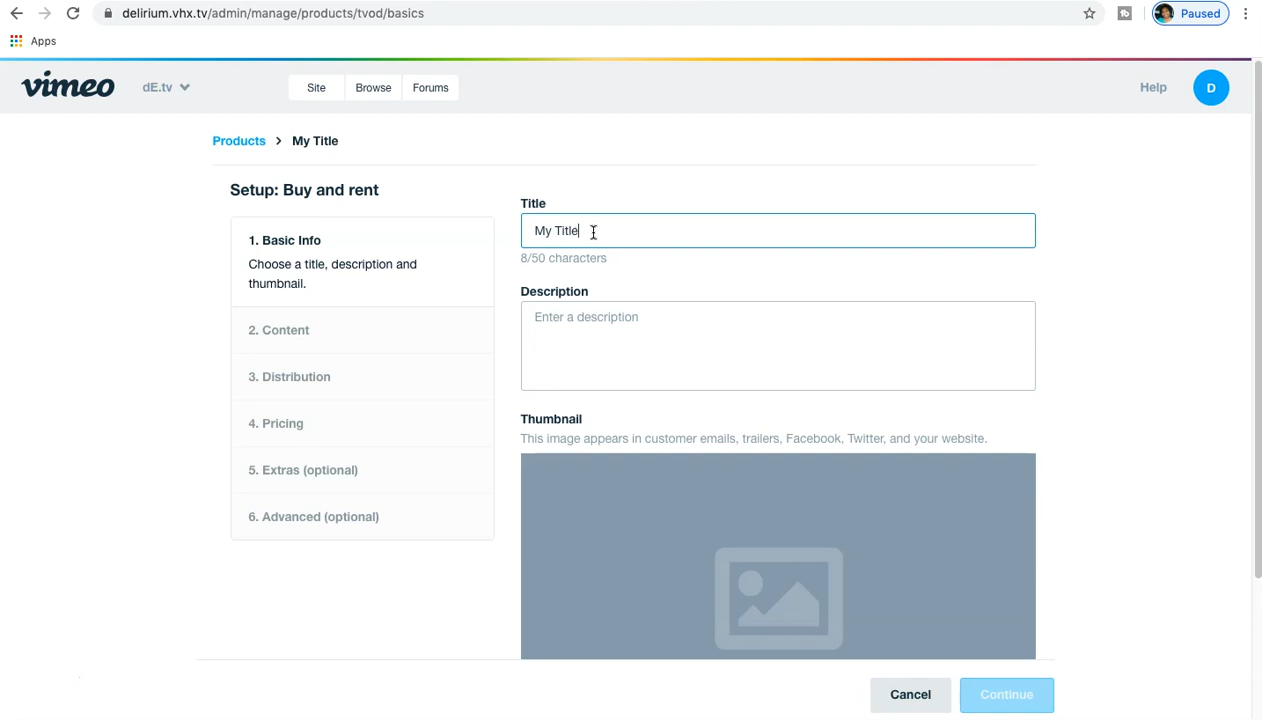 delirium.vhx.tv/admin/manage/products/tvod/basics
Paused
Apps
vimeo
dE.tv
Site
Browse
Forums
Help
D
Products > My Title
Setup: Buy and rent
1. Basic Info
Choose a title, description and
thumbnail.
2. Content
3. Distribution
4. Pricing
5. Extras (optional)
6. Advanced (optional)
Title
My Title
8/50 characters
Description
Enter a description
Thumbnail
This image appears in customer emails, trailers, Facebook, Twitter, and your website.
Cancel
Continue